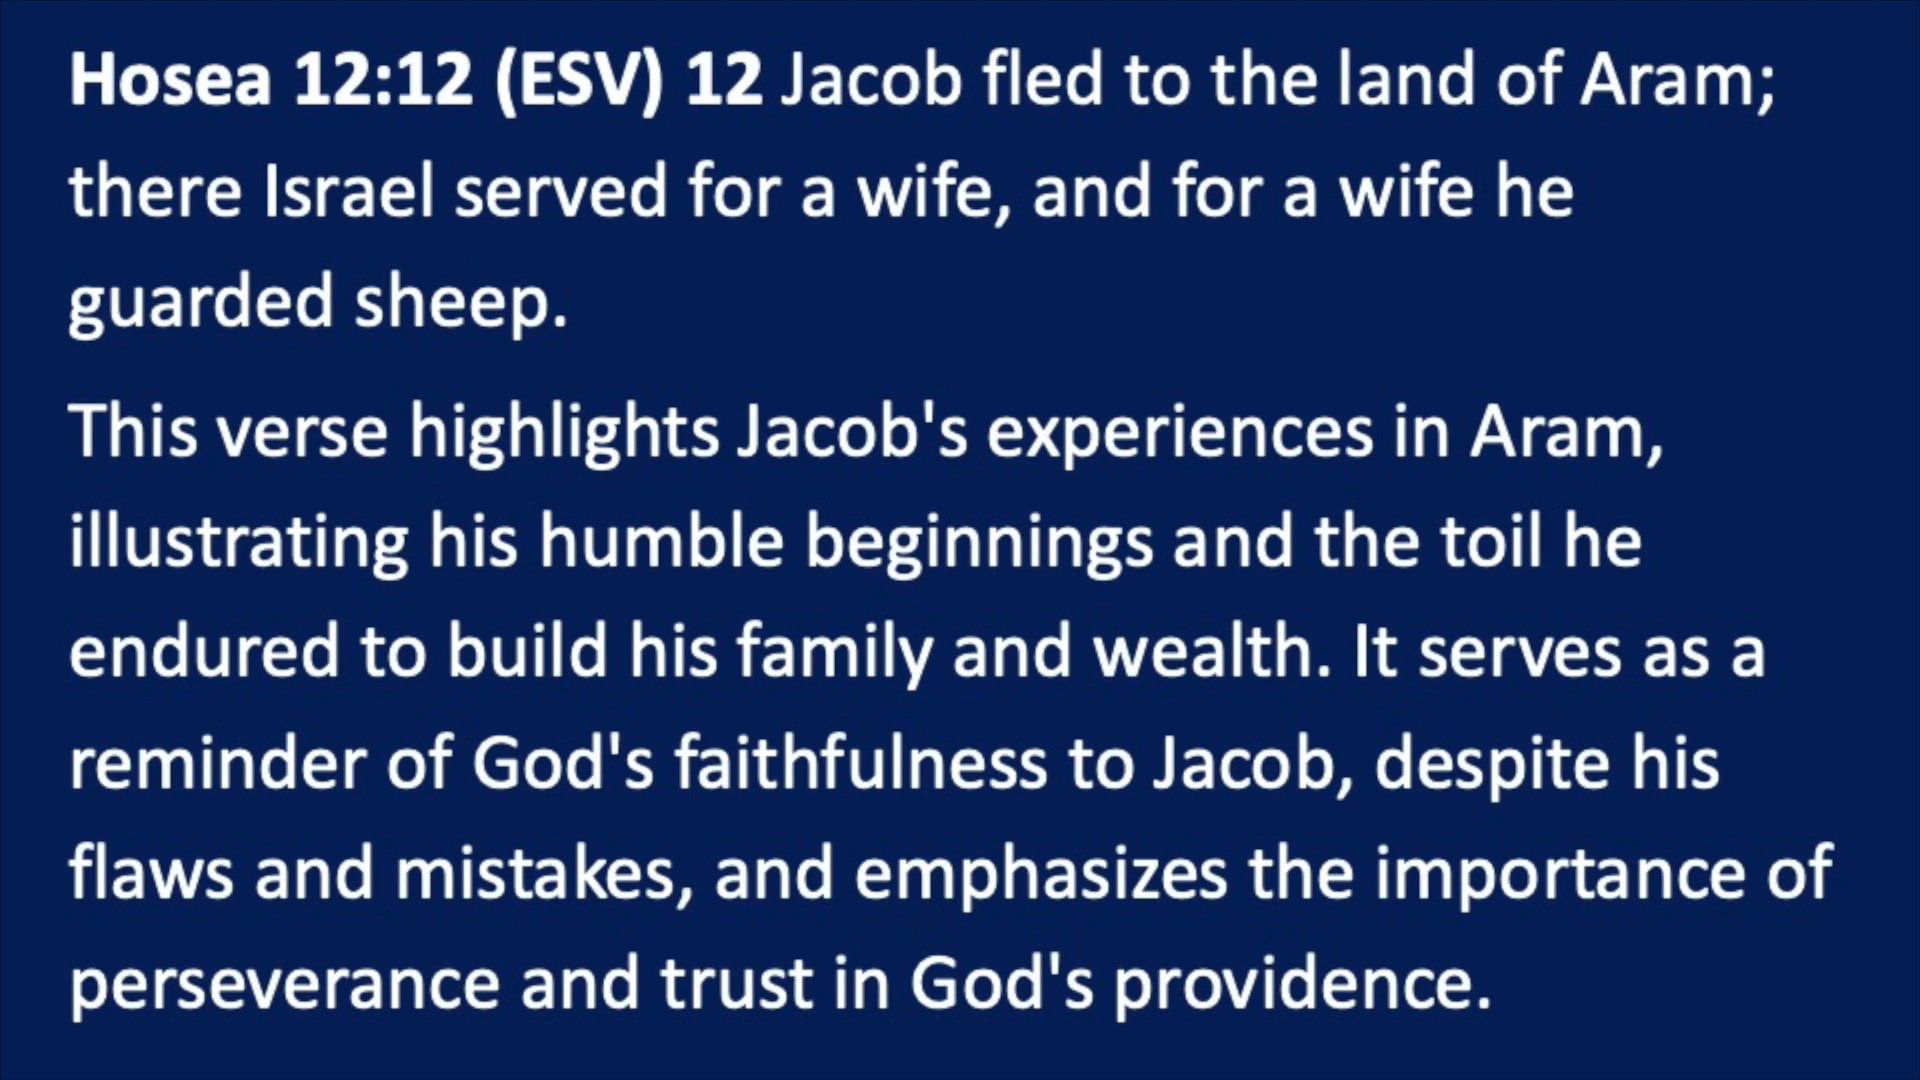 Hosea 12:12 (ESV) 12 Jacob fled to the land of Aram;
there Israel served for a wife, and for a wife he
guarded sheep.
This verse highlights Jacob's experiences in Aram,
illustrating his humble beginnings and the toil he
endured to build his family and wealth. It serves as a
reminder of God's faithfulness to Jacob, despite his
flaws and mistakes, and emphasizes the importance of
perseverance and trust in God's providence.